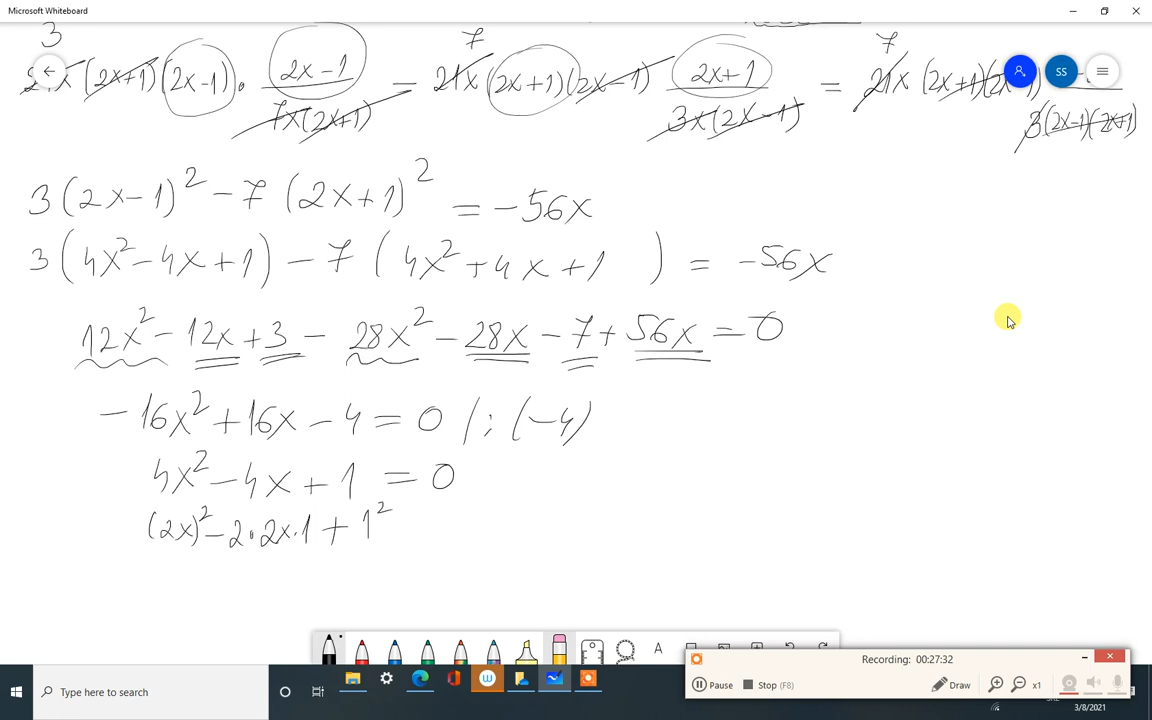 Microsoft Whiteboard
3 7 7
21x (2x+1)(2x-1) · (2x-1)/(7x(2x+1)) = 21x (2x+1)(2x-1) (2x+1)/(3x(2x-1)) = 21x (2x+1)(2x-1) /(3(2x-1)(2x+1))
SS
3(2x-1)² - 7(2x+1)² = -56x
3(4x²-4x+1) - 7(4x²+4x+1) = -56x
12x² - 12x + 3 - 28x² - 28x - 7 + 56x = 0
-16x² + 16x - 4 = 0 /: (-4)
4x² - 4x + 1 = 0
(2x)² - 2·2x·1 + 1²
A
Recording: 00:27:32
Pause Stop (F8) Draw x1
Type here to search
3/8/2021